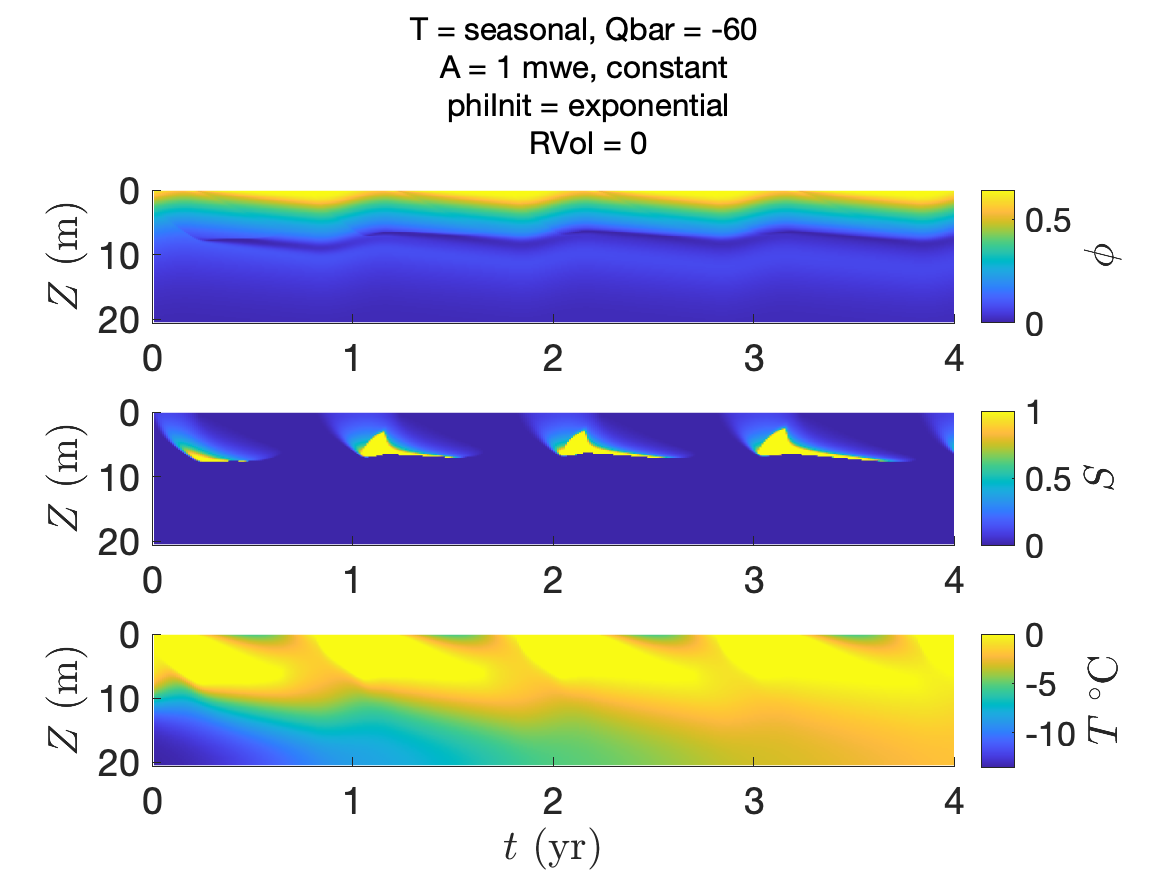 T = seasonal, Qbar = -60
A = 1 mwe, constant
phiInit = exponential
RVol = 0
0
10
20
Z (m)
0 1 2 3 4
0.5
0
ϕ
0
10
20
Z (m)
0 1 2 3 4
1
0.5
0
S
0
10
20
Z (m)
0 1 2 3 4
0
-5
-10
T °C
t (yr)